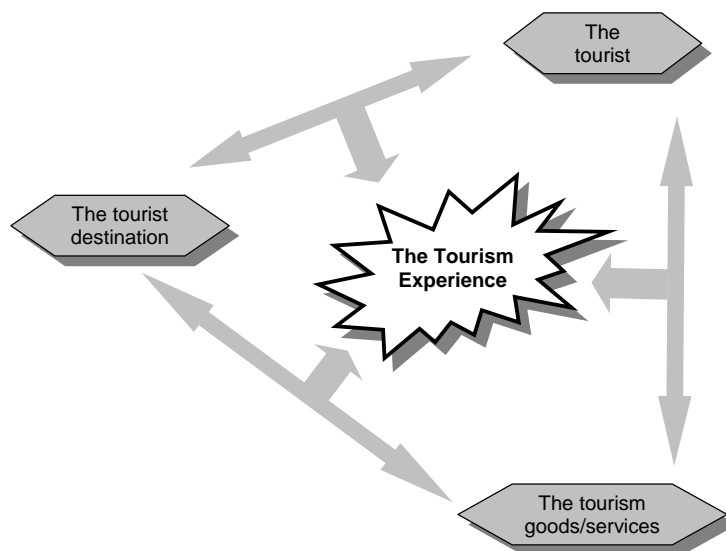 The
tourist
The tourist
destination
The Tourism
Experience
The tourism
goods/services